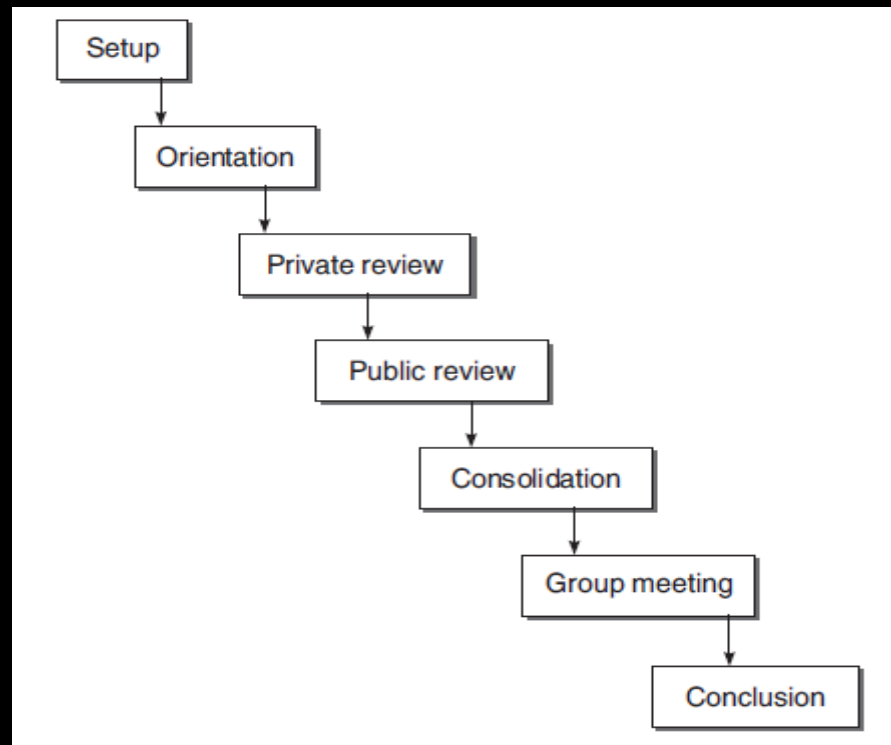 Setup
Orientation
Private review
Public review
Consolidation
Group meeting
Conclusion